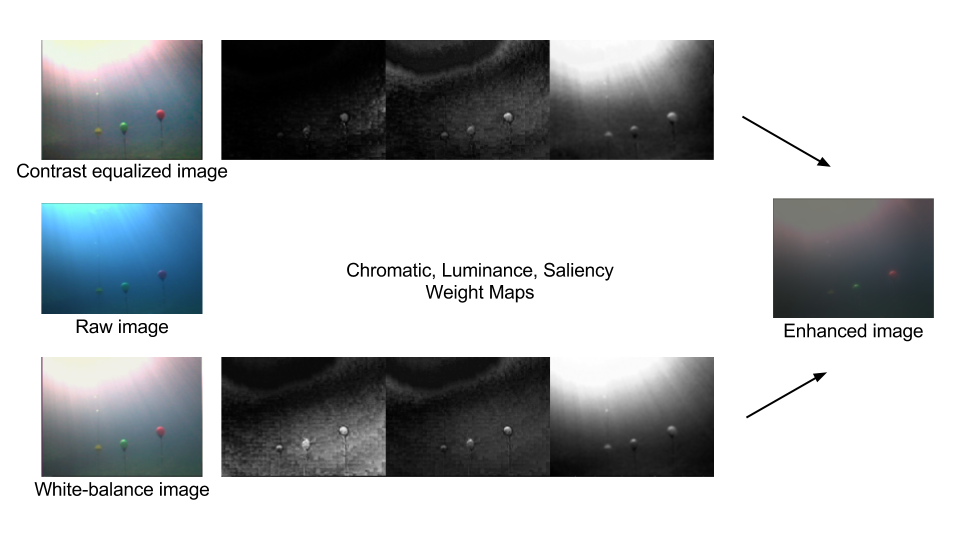 Contrast equalized image
Raw image
Chromatic, Luminance, Saliency
Weight Maps
Enhanced image
White-balance image